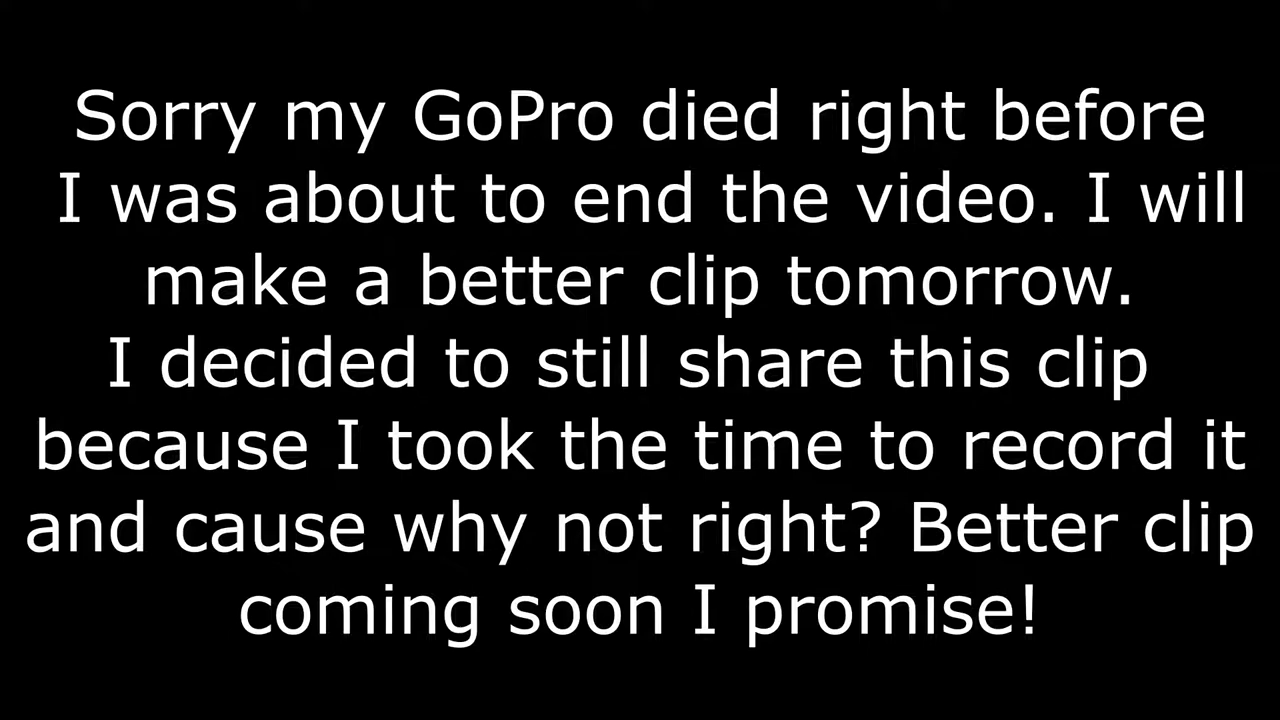 Sorry my GoPro died right before
I was about to end the video. I will
make a better clip tomorrow.
I decided to still share this clip
because I took the time to record it
and cause why not right? Better clip
coming soon I promise!